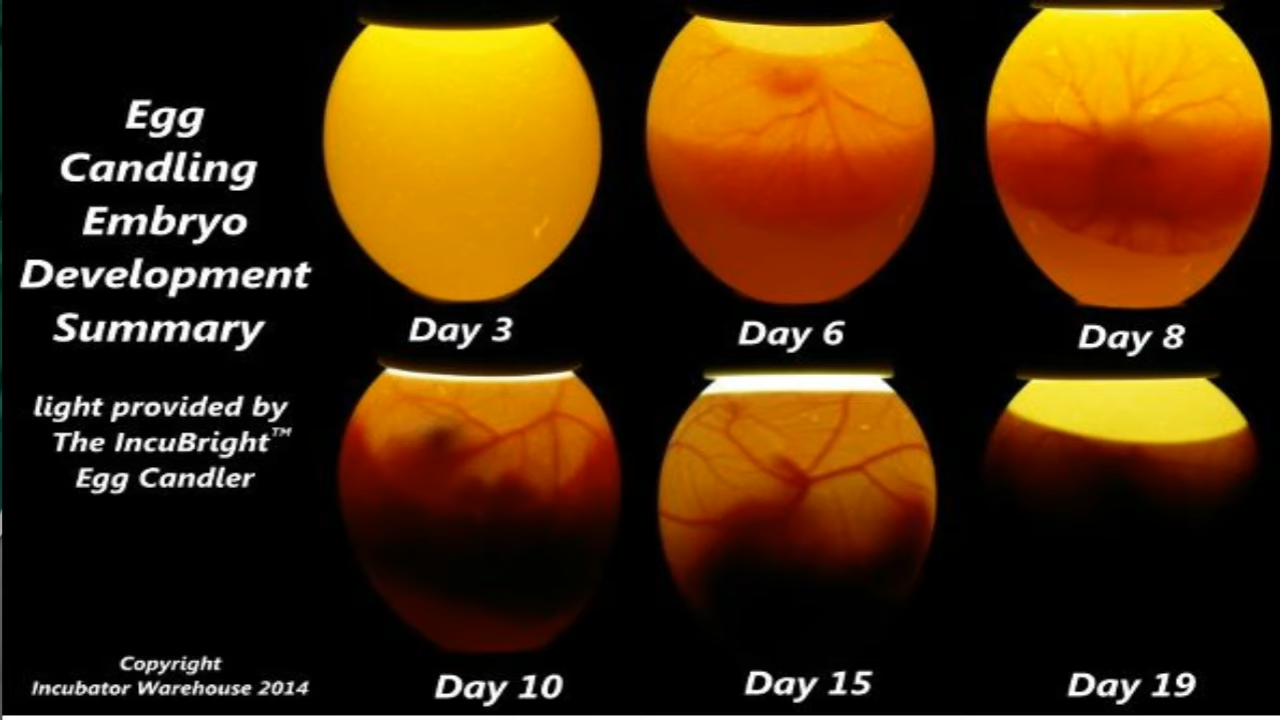 Egg
Candling
Embryo
Development
Summary
light provided by
The IncuBright™
Egg Candler
Copyright
Incubator Warehouse 2014
Day 3
Day 6
Day 8
Day 10
Day 15
Day 19